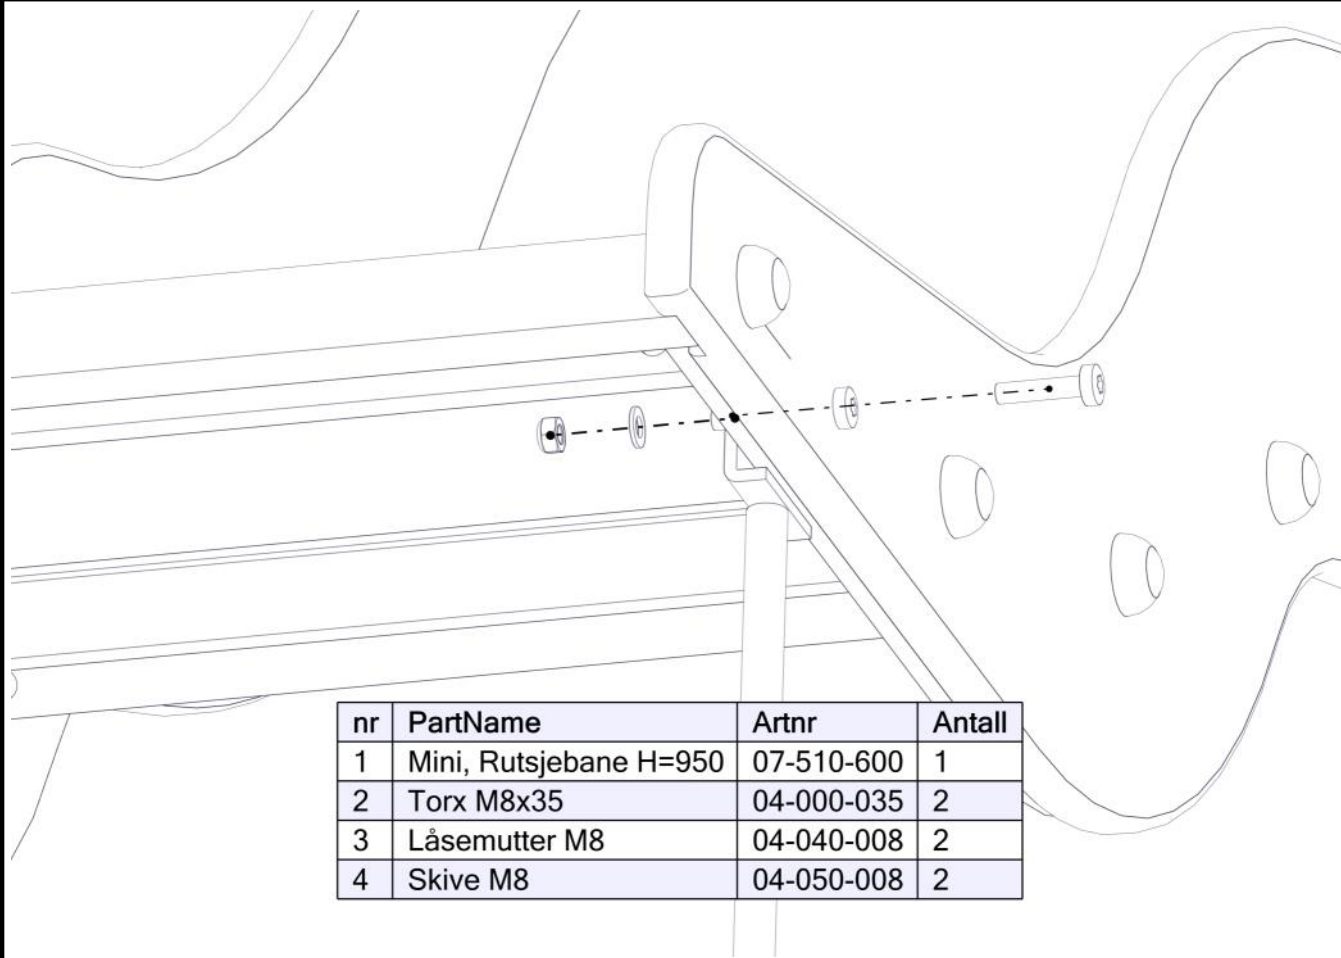 nr PartName Artnr Antall
1 Mini, Rutsjebane H=950 07-510-600 1
2 Torx M8x35 04-000-035 2
3 Låsemutter M8 04-040-008 2
4 Skive M8 04-050-008 2